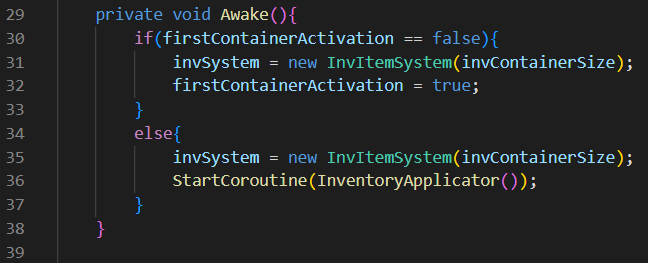 29 private void Awake(){
30 if(firstContainerActivation == false){
31 invSystem = new InvItemSystem(invContainerSize);
32 firstContainerActivation = true;
33 }
34 else{
35 invSystem = new InvItemSystem(invContainerSize);
36 StartCoroutine(InventoryApplicator());
37 }
38 }
39